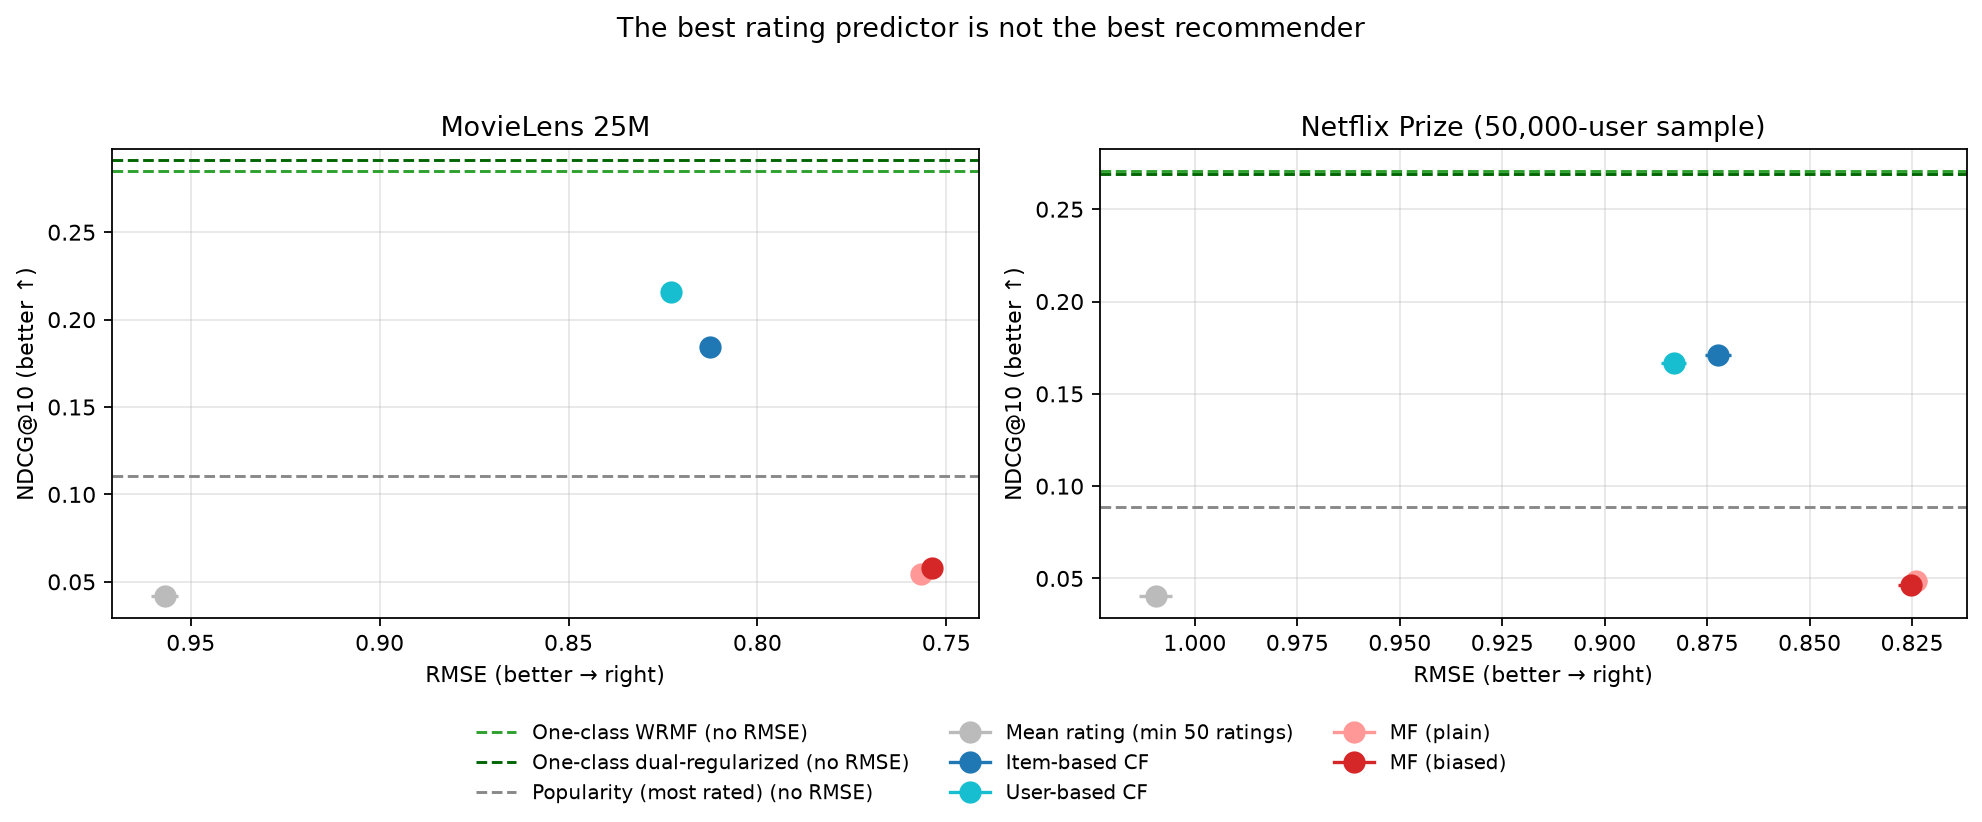 The best rating predictor is not the best recommender
MovieLens 25M
NDCG@10 (better ↑)
0.25
0.20
0.15
0.10
0.05
0.95 0.90 0.85 0.80 0.75
RMSE (better → right)
Netflix Prize (50,000-user sample)
NDCG@10 (better ↑)
0.25
0.20
0.15
0.10
0.05
1.000 0.975 0.950 0.925 0.900 0.875 0.850 0.825
RMSE (better → right)
One-class WRMF (no RMSE)
One-class dual-regularized (no RMSE)
Popularity (most rated) (no RMSE)
Mean rating (min 50 ratings)
Item-based CF
User-based CF
MF (plain)
MF (biased)